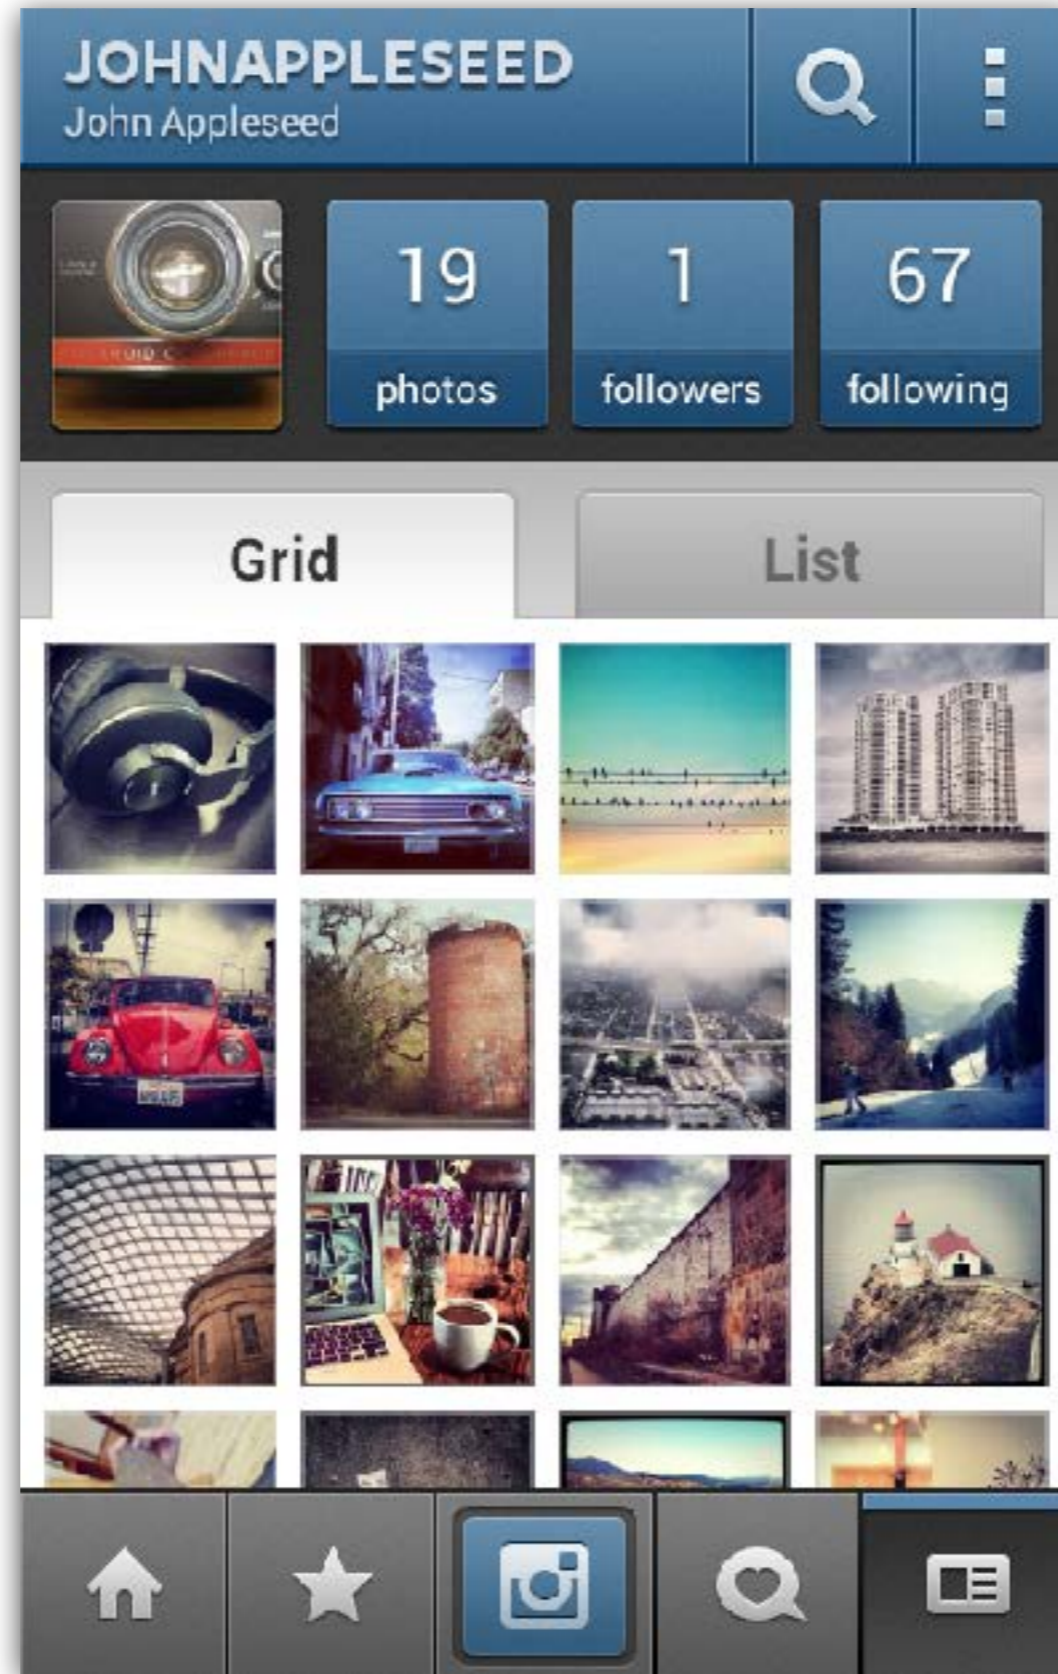 JOHNAPPLESEED
John Appleseed
19
photos
1
followers
67
following
Grid
List